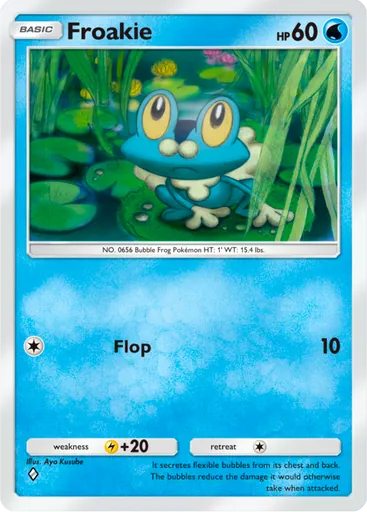 BASIC Froakie HP 60
NO. 0656 Bubble Frog Pokémon HT: 1' WT: 15.4 lbs.
Flop 10
weakness +20 retreat
Illus. Ayo Kusube
It secretes flexible bubbles from its chest and back.
The bubbles reduce the damage it would otherwise
take when attacked.